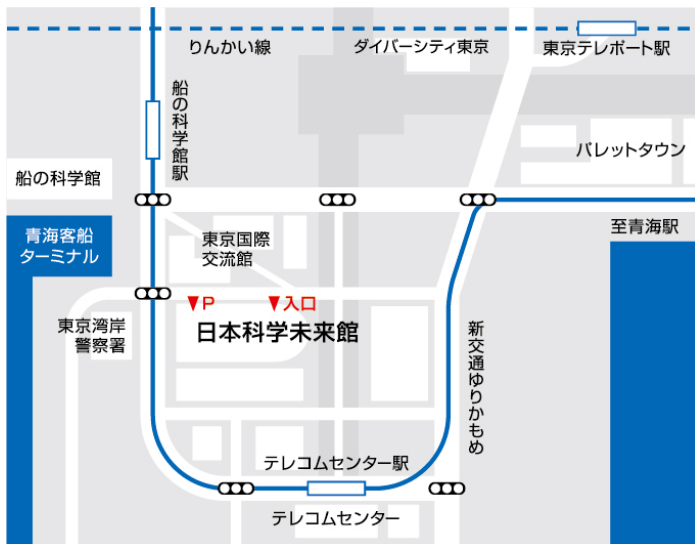 りんかい線
ダイバーシティ東京
東京テレポート駅
船の科学館駅
パレットタウン
船の科学館
青海客船
ターミナル
東京国際
交流館
至青海駅
P
入口
日本科学未来館
東京湾岸
警察署
新交通ゆりかもめ
テレコムセンター駅
テレコムセンター